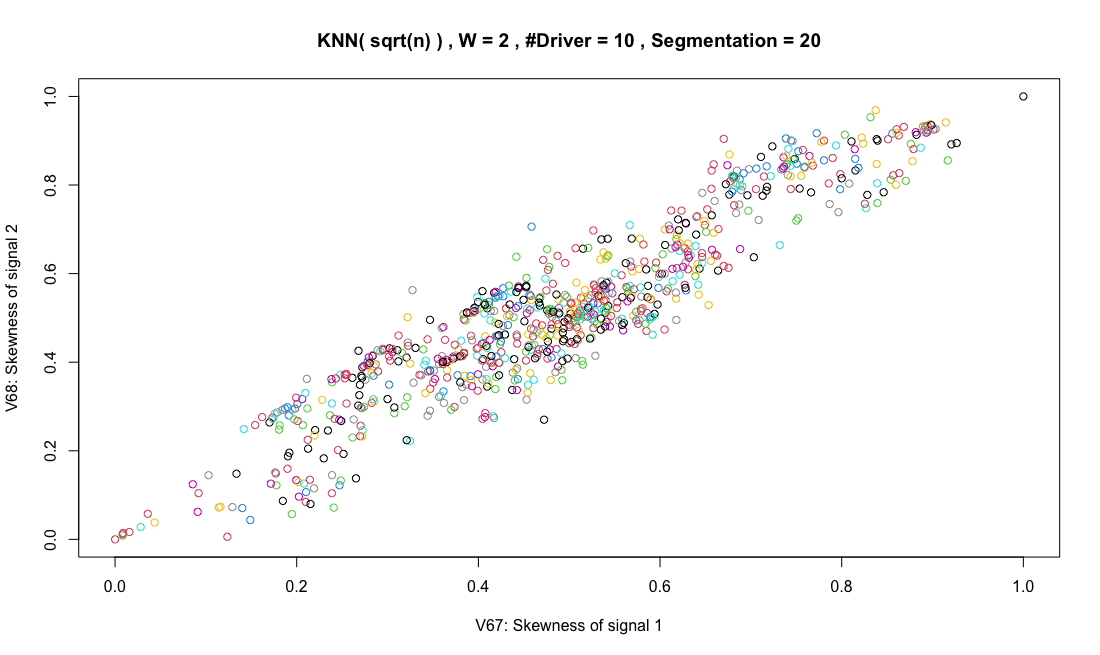 KNN( sqrt(n) ) , W = 2 , #Driver = 10 , Segmentation = 20
1.0
0.8
0.6
0.4
0.2
0.0
V68: Skewness of signal 2
0.0 0.2 0.4 0.6 0.8 1.0
V67: Skewness of signal 1